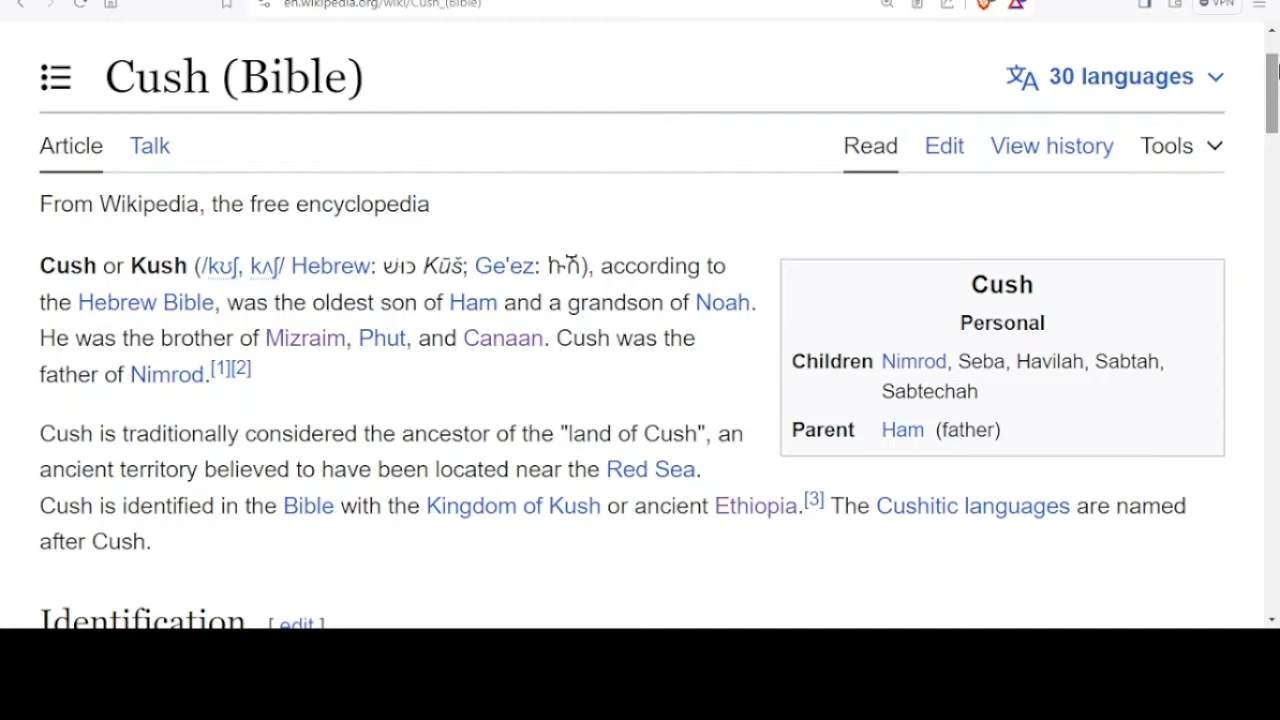 en.wikipedia.org/wiki/Cush_(Bible)
VPN
Cush (Bible)
30 languages
Article Talk
Read Edit View history Tools
From Wikipedia, the free encyclopedia
Cush or Kush (/kʊʃ, kʌʃ/ Hebrew: כוש Kūš; Ge'ez: ኩሽ), according to
the Hebrew Bible, was the oldest son of Ham and a grandson of Noah.
He was the brother of Mizraim, Phut, and Canaan. Cush was the
father of Nimrod.[1][2]
Cush
Personal
Children Nimrod, Seba, Havilah, Sabtah,
Sabtechah
Parent Ham (father)
Cush is traditionally considered the ancestor of the "land of Cush", an
ancient territory believed to have been located near the Red Sea.
Cush is identified in the Bible with the Kingdom of Kush or ancient Ethiopia.[3] The Cushitic languages are named
after Cush.
Identification [ edit ]